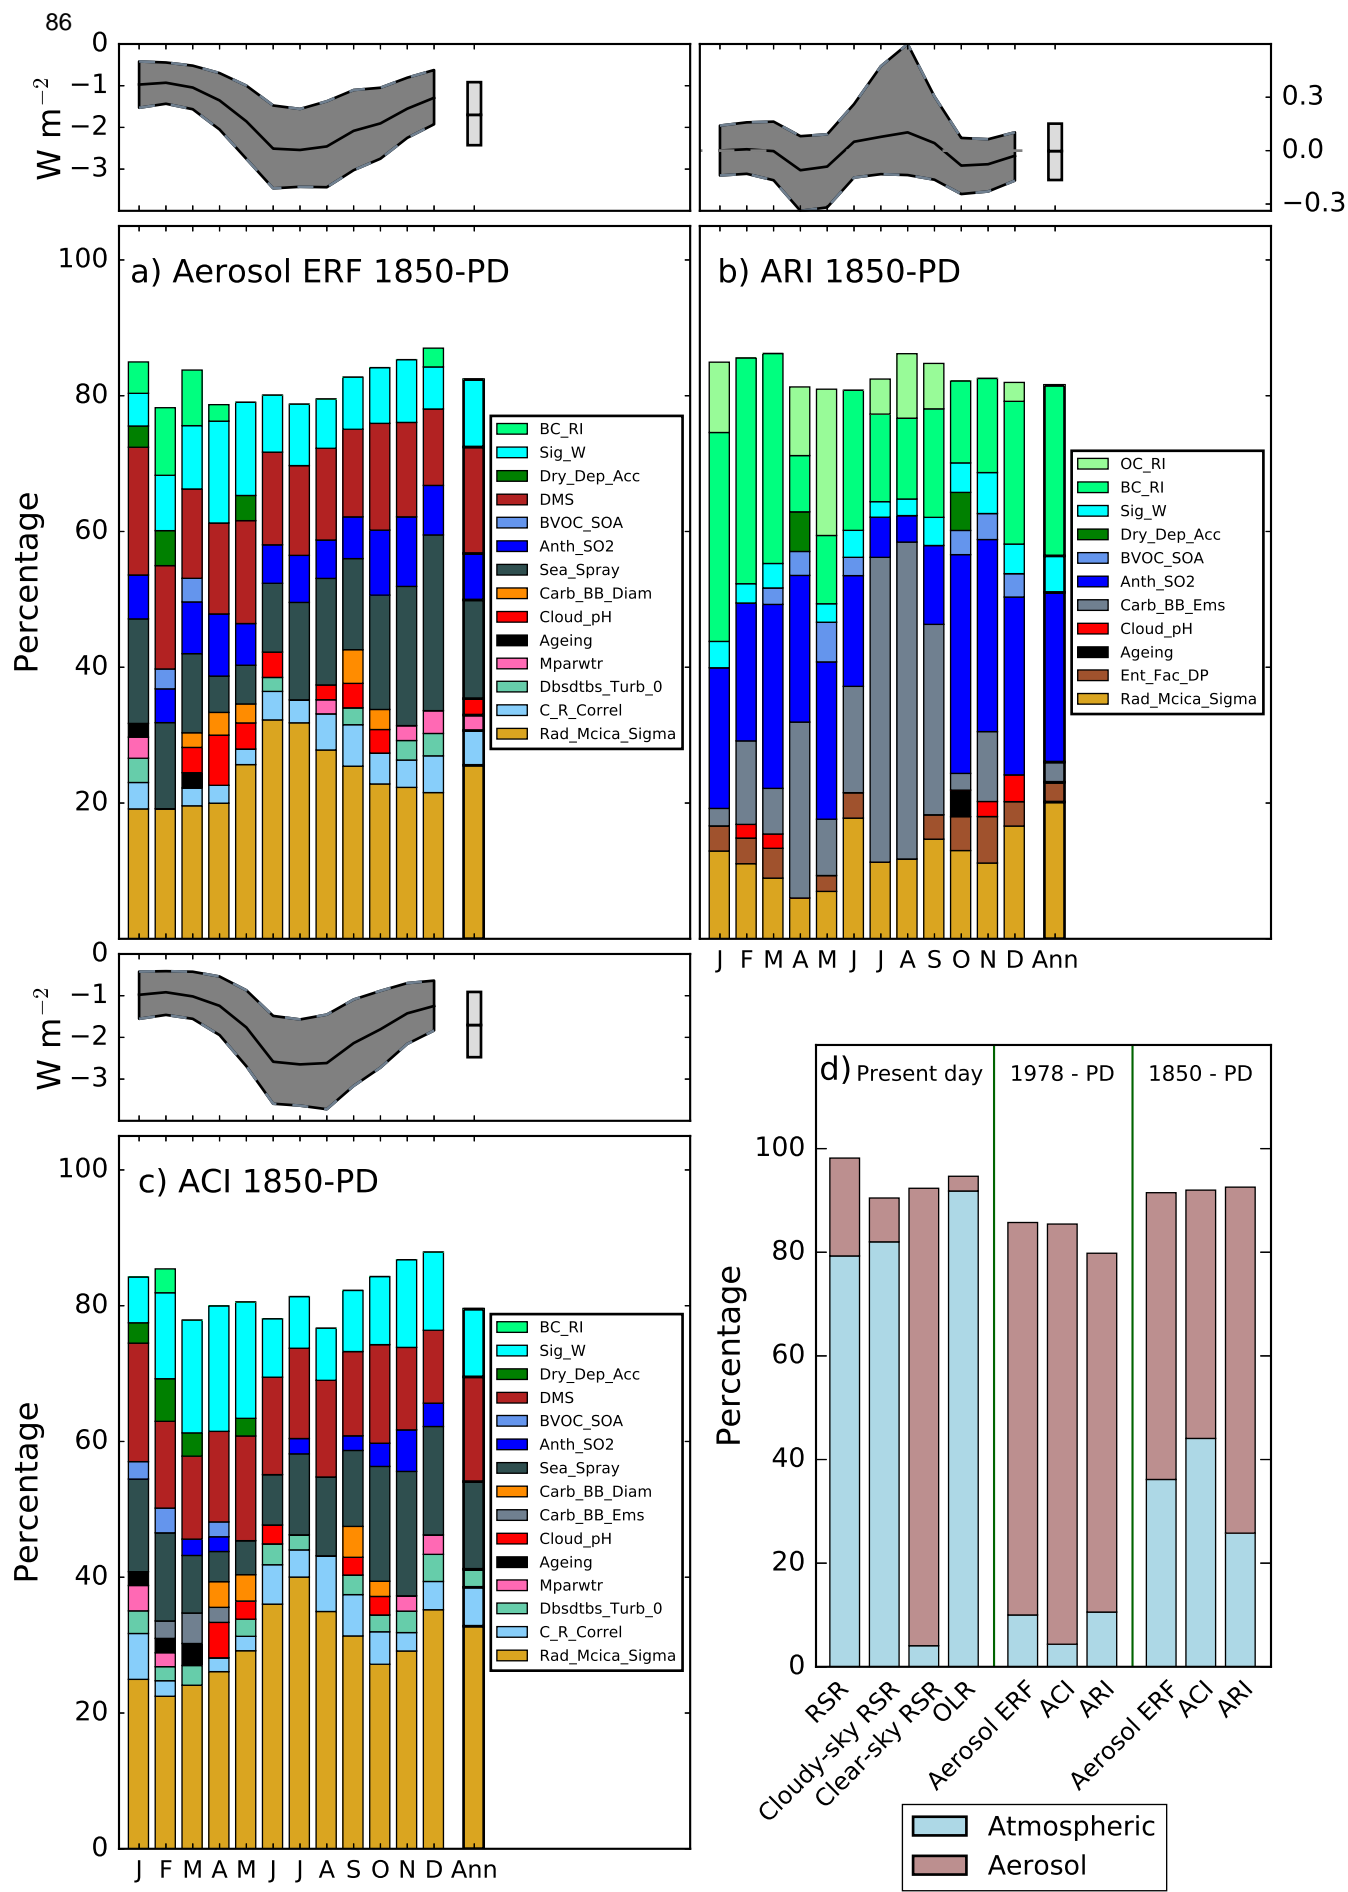 86
0
−1
−2
−3
W m−2
0.3
0.0
−0.3
a) Aerosol ERF 1850-PD
100
80
60
40
20
Percentage
BC_RI
Sig_W
Dry_Dep_Acc
DMS
BVOC_SOA
Anth_SO2
Sea_Spray
Carb_BB_Diam
Cloud_pH
Ageing
Mparwtr
Dbsdtbs_Turb_0
C_R_Correl
Rad_Mcica_Sigma
b) ARI 1850-PD
OC_RI
BC_RI
Sig_W
Dry_Dep_Acc
BVOC_SOA
Anth_SO2
Carb_BB_Ems
Cloud_pH
Ageing
Ent_Fac_DP
Rad_Mcica_Sigma
J F M A M J J A S O N D Ann
0
−1
−2
−3
W m−2
c) ACI 1850-PD
100
80
60
40
20
0
Percentage
BC_RI
Sig_W
Dry_Dep_Acc
DMS
BVOC_SOA
Anth_SO2
Sea_Spray
Carb_BB_Diam
Carb_BB_Ems
Cloud_pH
Ageing
Mparwtr
Dbsdtbs_Turb_0
C_R_Correl
Rad_Mcica_Sigma
J F M A M J J A S O N D Ann
d) Present day 1978 - PD 1850 - PD
100
80
60
40
20
0
Percentage
RSR
Cloudy-sky RSR
Clear-sky RSR
OLR
Aerosol ERF
ACI
ARI
Aerosol ERF
ACI
ARI
Atmospheric
Aerosol